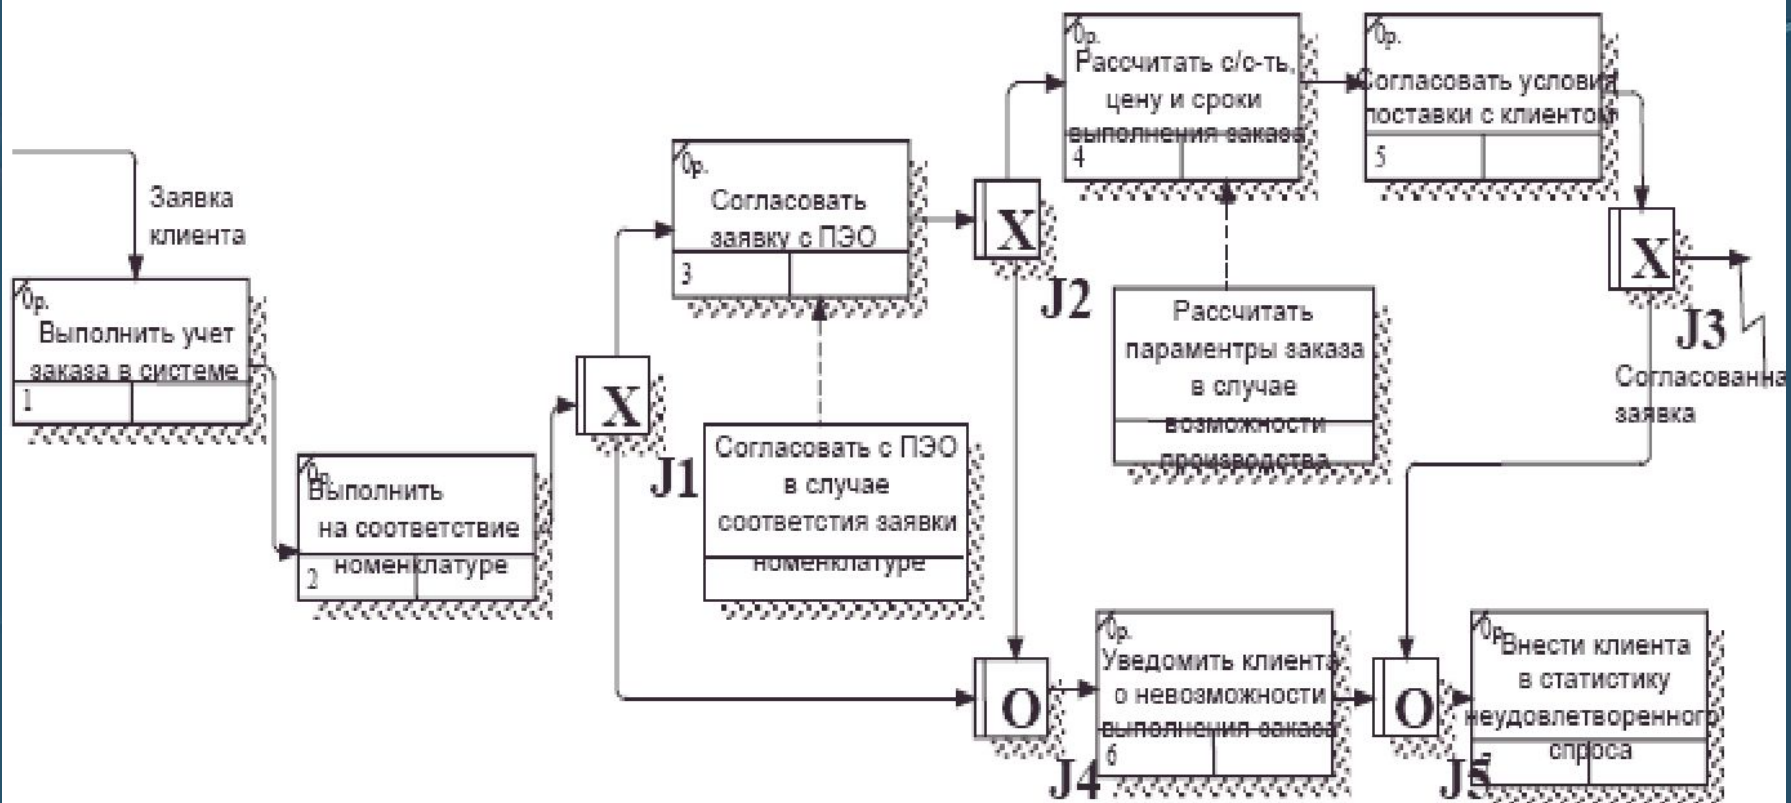 Заявка
клиента
0р.
Выполнить учет
заказа в системе
1
0р.
Выполнить
на соответствие
номенклатуре
2
X
J1
0р.
Согласовать
заявку с ПЭО
3
Согласовать с ПЭО
в случае
соответстия заявки
номенклатуре
X
J2
0р.
Рассчитать с/с-ть,
цену и сроки
выполнения заказа
4
Рассчитать
параментры заказа
в случае
возможности
производства
0р.
Согласовать условия
поставки с клиентом
5
X
J3
Согласованна
заявка
O
J4
0р.
Уведомить клиента
о невозможности
выполнения заказа
6
O
J5
0р.
Внести клиента
в статистику
неудовлетворенного
спроса